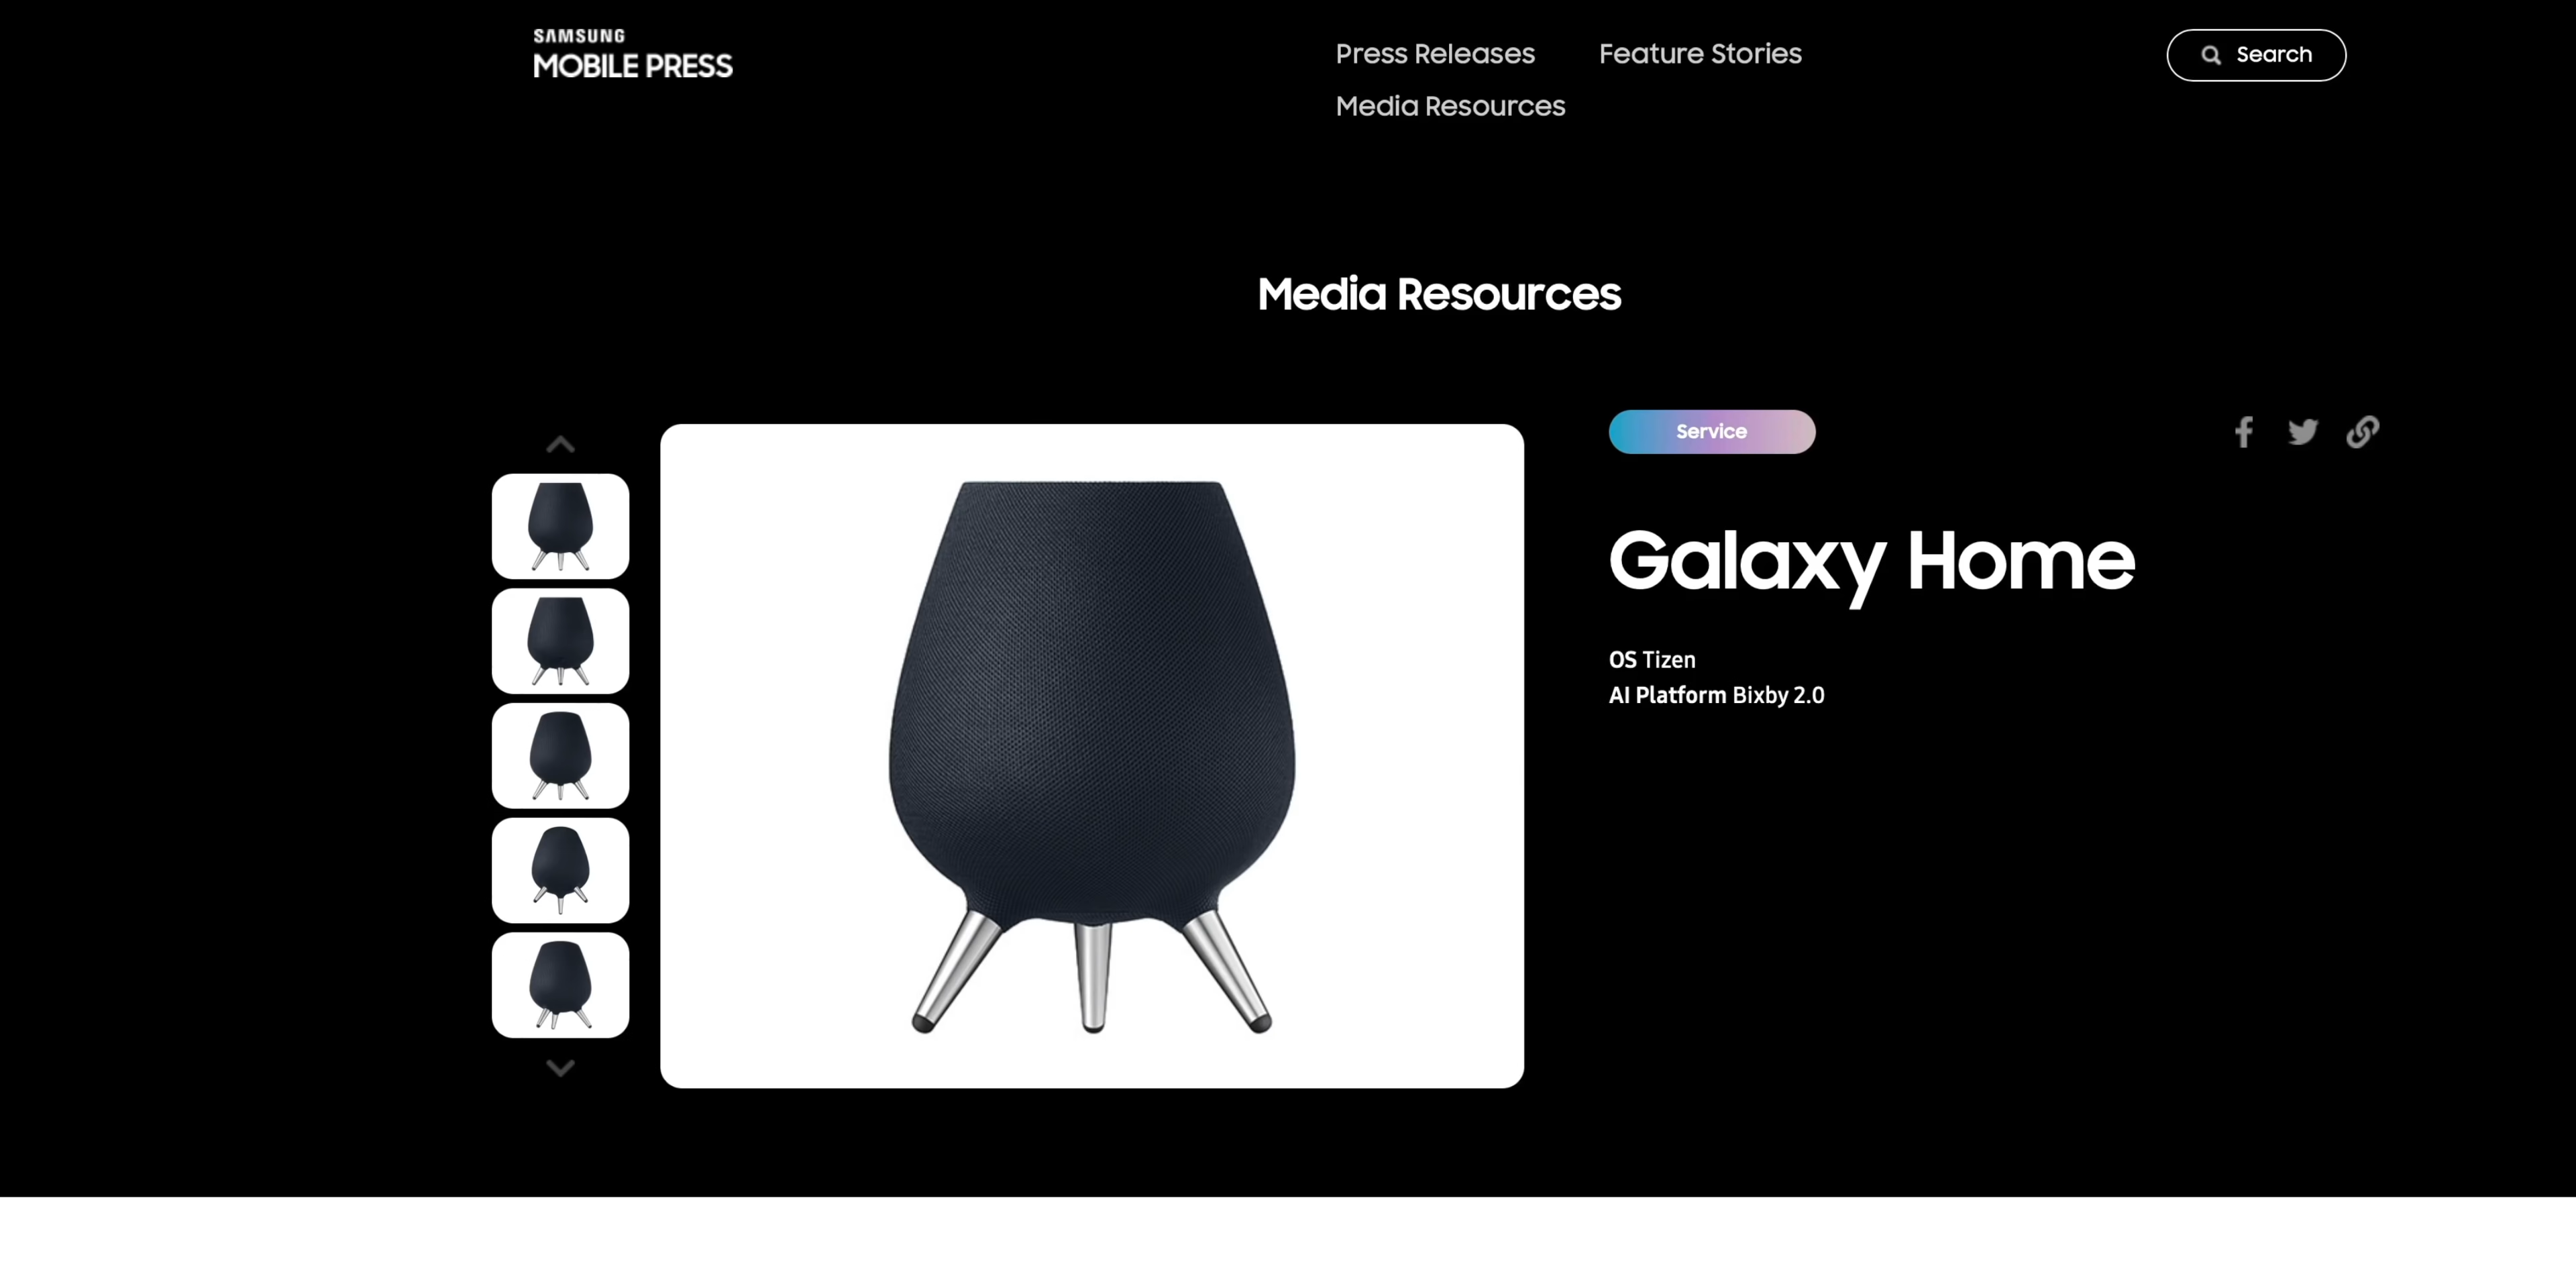 SAMSUNG
MOBILE PRESS
Press Releases
Feature Stories
Media Resources
Search
Media Resources
Service
Galaxy Home
OS Tizen
AI Platform Bixby 2.0